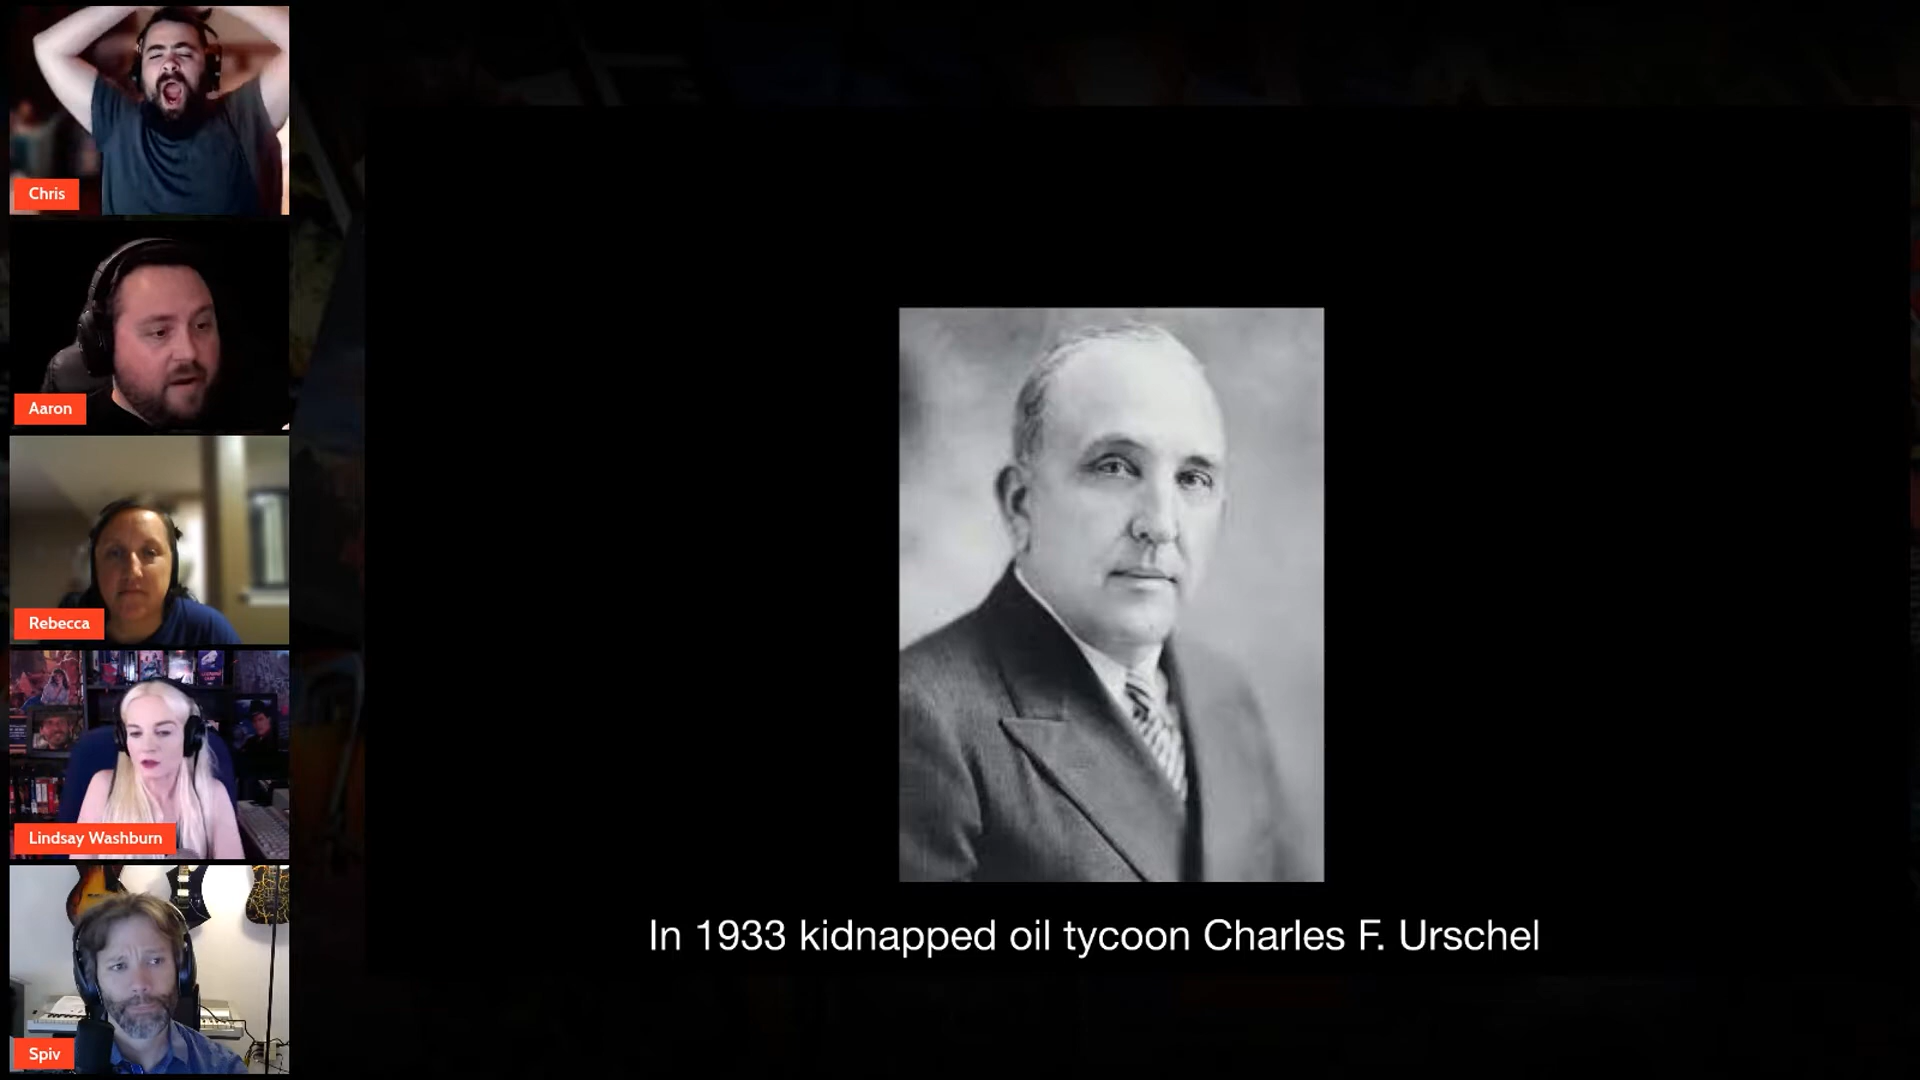 Chris
Aaron
Rebecca
Lindsay Washburn
Spiv
In 1933 kidnapped oil tycoon Charles F. Urschel